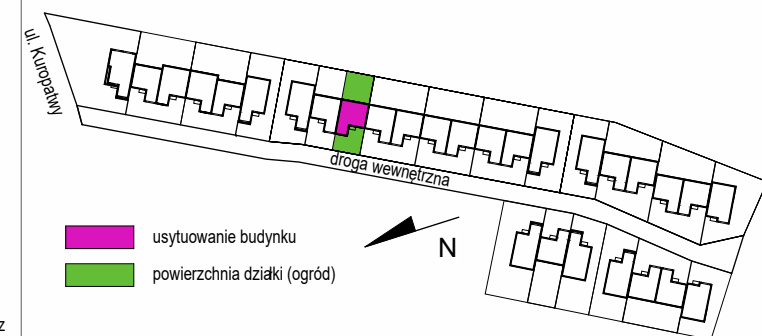 ul. Kuropatwy
droga wewnętrzna
usytuowanie budynku
N
powierzchnia działki (ogród)
z